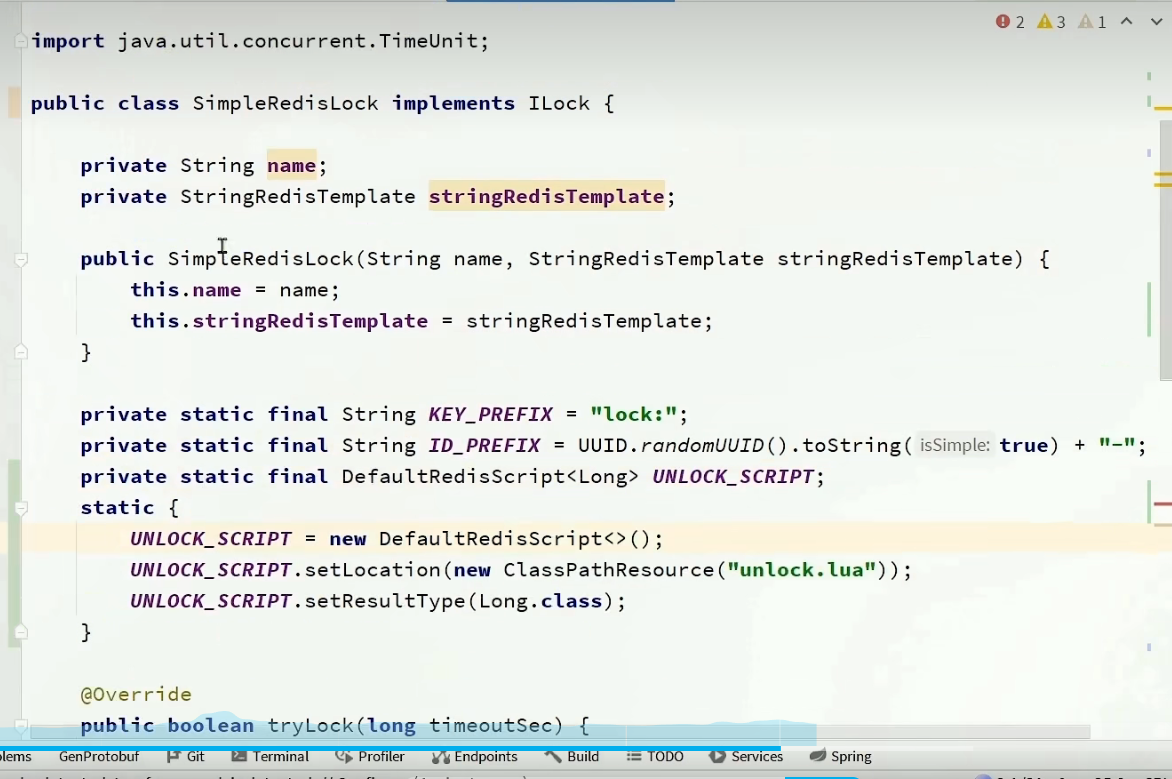 2 3 1
import java.util.concurrent.TimeUnit;
public class SimpleRedisLock implements ILock {
private String name;
private StringRedisTemplate stringRedisTemplate;
public SimpleRedisLock(String name, StringRedisTemplate stringRedisTemplate) {
this.name = name;
this.stringRedisTemplate = stringRedisTemplate;
}
private static final String KEY_PREFIX = "lock:";
private static final String ID_PREFIX = UUID.randomUUID().toString( isSimple: true) + "-";
private static final DefaultRedisScript<Long> UNLOCK_SCRIPT;
static {
UNLOCK_SCRIPT = new DefaultRedisScript<>();
UNLOCK_SCRIPT.setLocation(new ClassPathResource("unlock.lua"));
UNLOCK_SCRIPT.setResultType(Long.class);
}
@Override
public boolean tryLock(long timeoutSec) {
lems GenProtobuf Git Terminal Profiler Endpoints Build TODO Services Spring